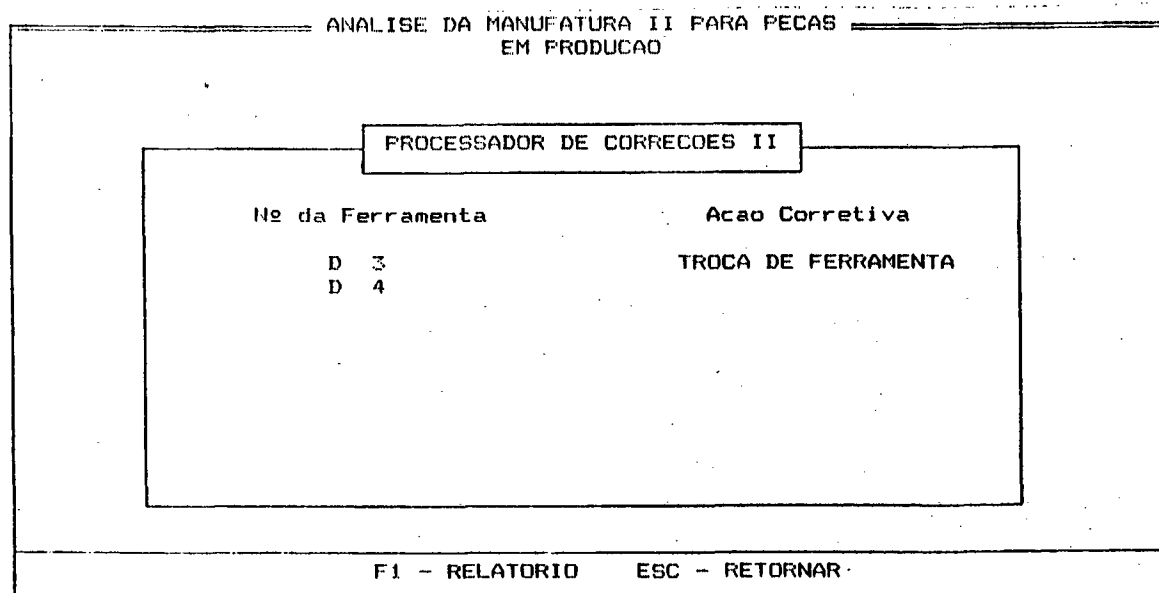 ANALISE DA MANUFATURA II PARA PECAS
EM PRODUCAO
PROCESSADOR DE CORRECOES II
Nº da Ferramenta Acao Corretiva
D 3 TROCA DE FERRAMENTA
D 4
F1 - RELATORIO ESC - RETORNAR